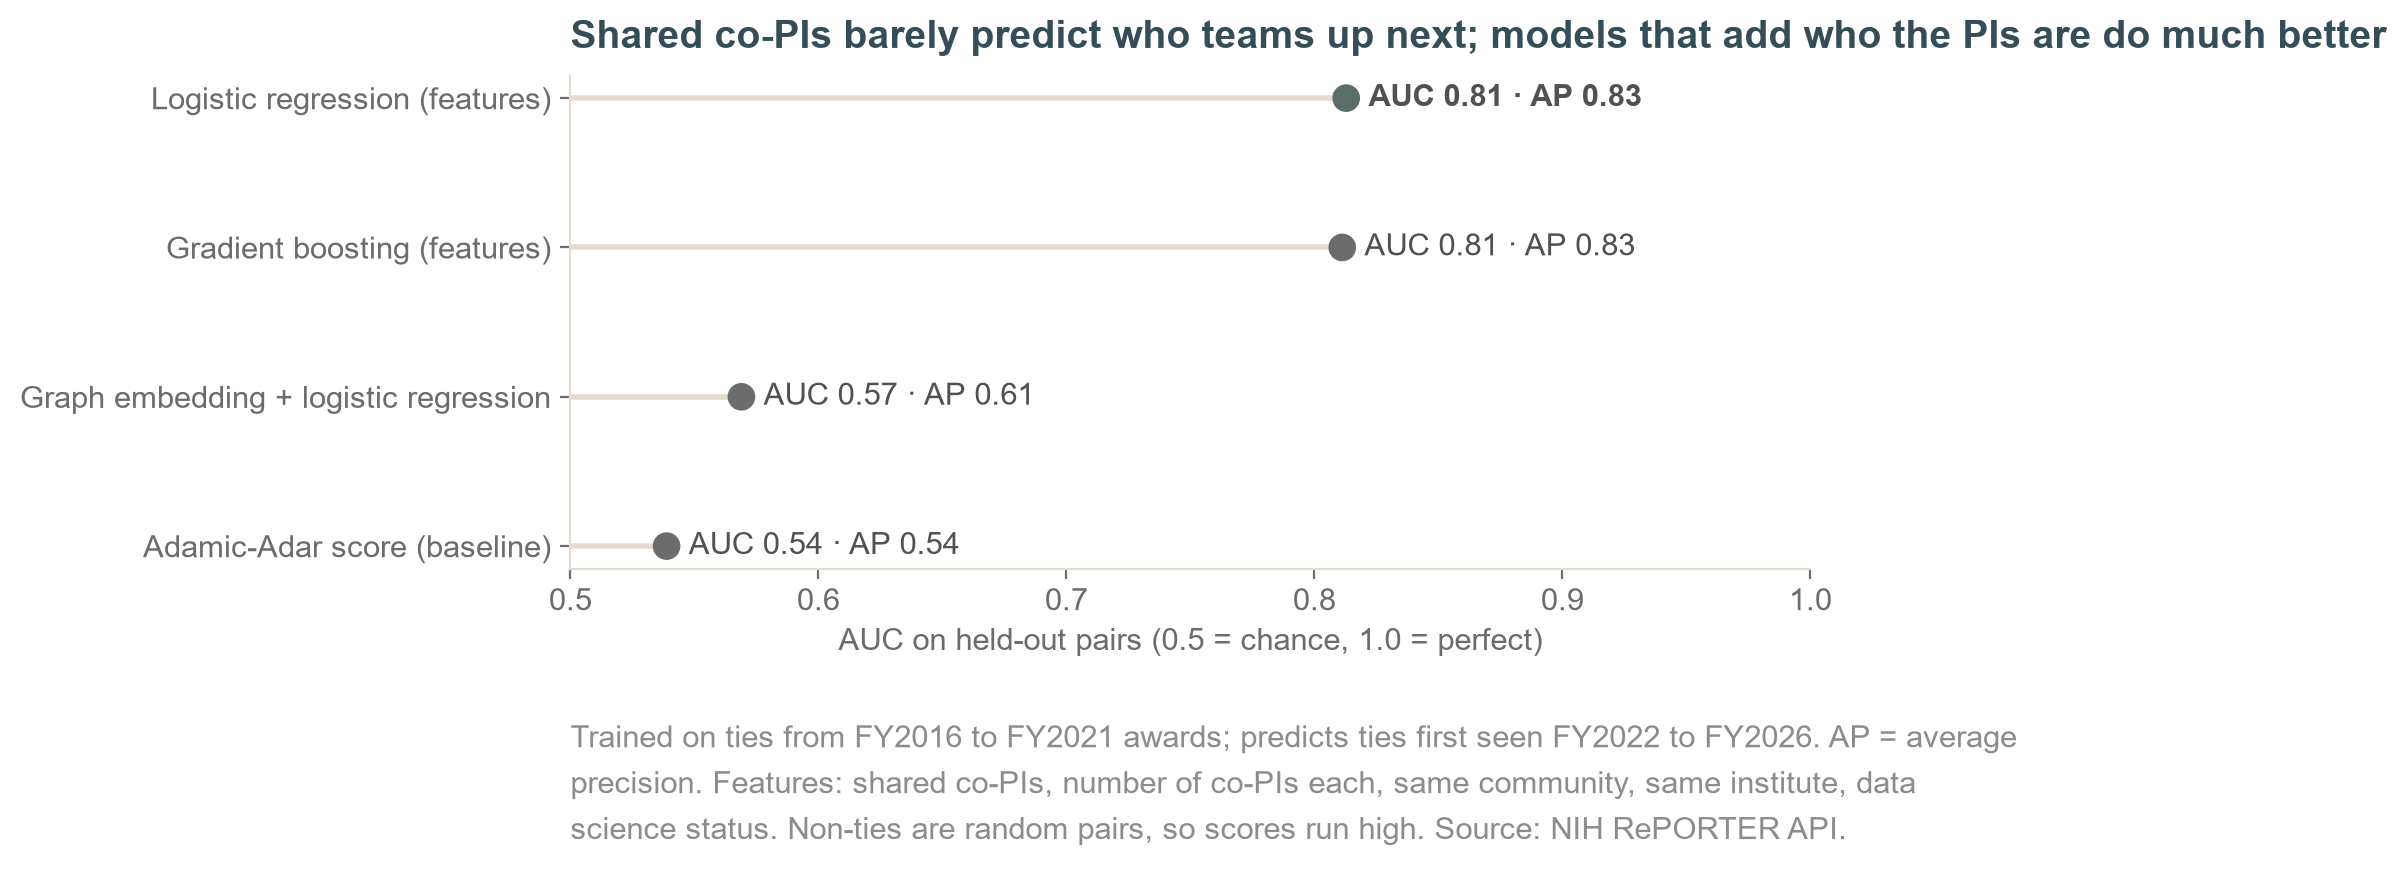 Shared co-PIs barely predict who teams up next; models that add who the PIs are do much better
Logistic regression (features)
AUC 0.81 · AP 0.83
Gradient boosting (features)
AUC 0.81 · AP 0.83
Graph embedding + logistic regression
AUC 0.57 · AP 0.61
Adamic-Adar score (baseline)
AUC 0.54 · AP 0.54
0.5 0.6 0.7 0.8 0.9 1.0
AUC on held-out pairs (0.5 = chance, 1.0 = perfect)
Trained on ties from FY2016 to FY2021 awards; predicts ties first seen FY2022 to FY2026. AP = average
precision. Features: shared co-PIs, number of co-PIs each, same community, same institute, data
science status. Non-ties are random pairs, so scores run high. Source: NIH RePORTER API.